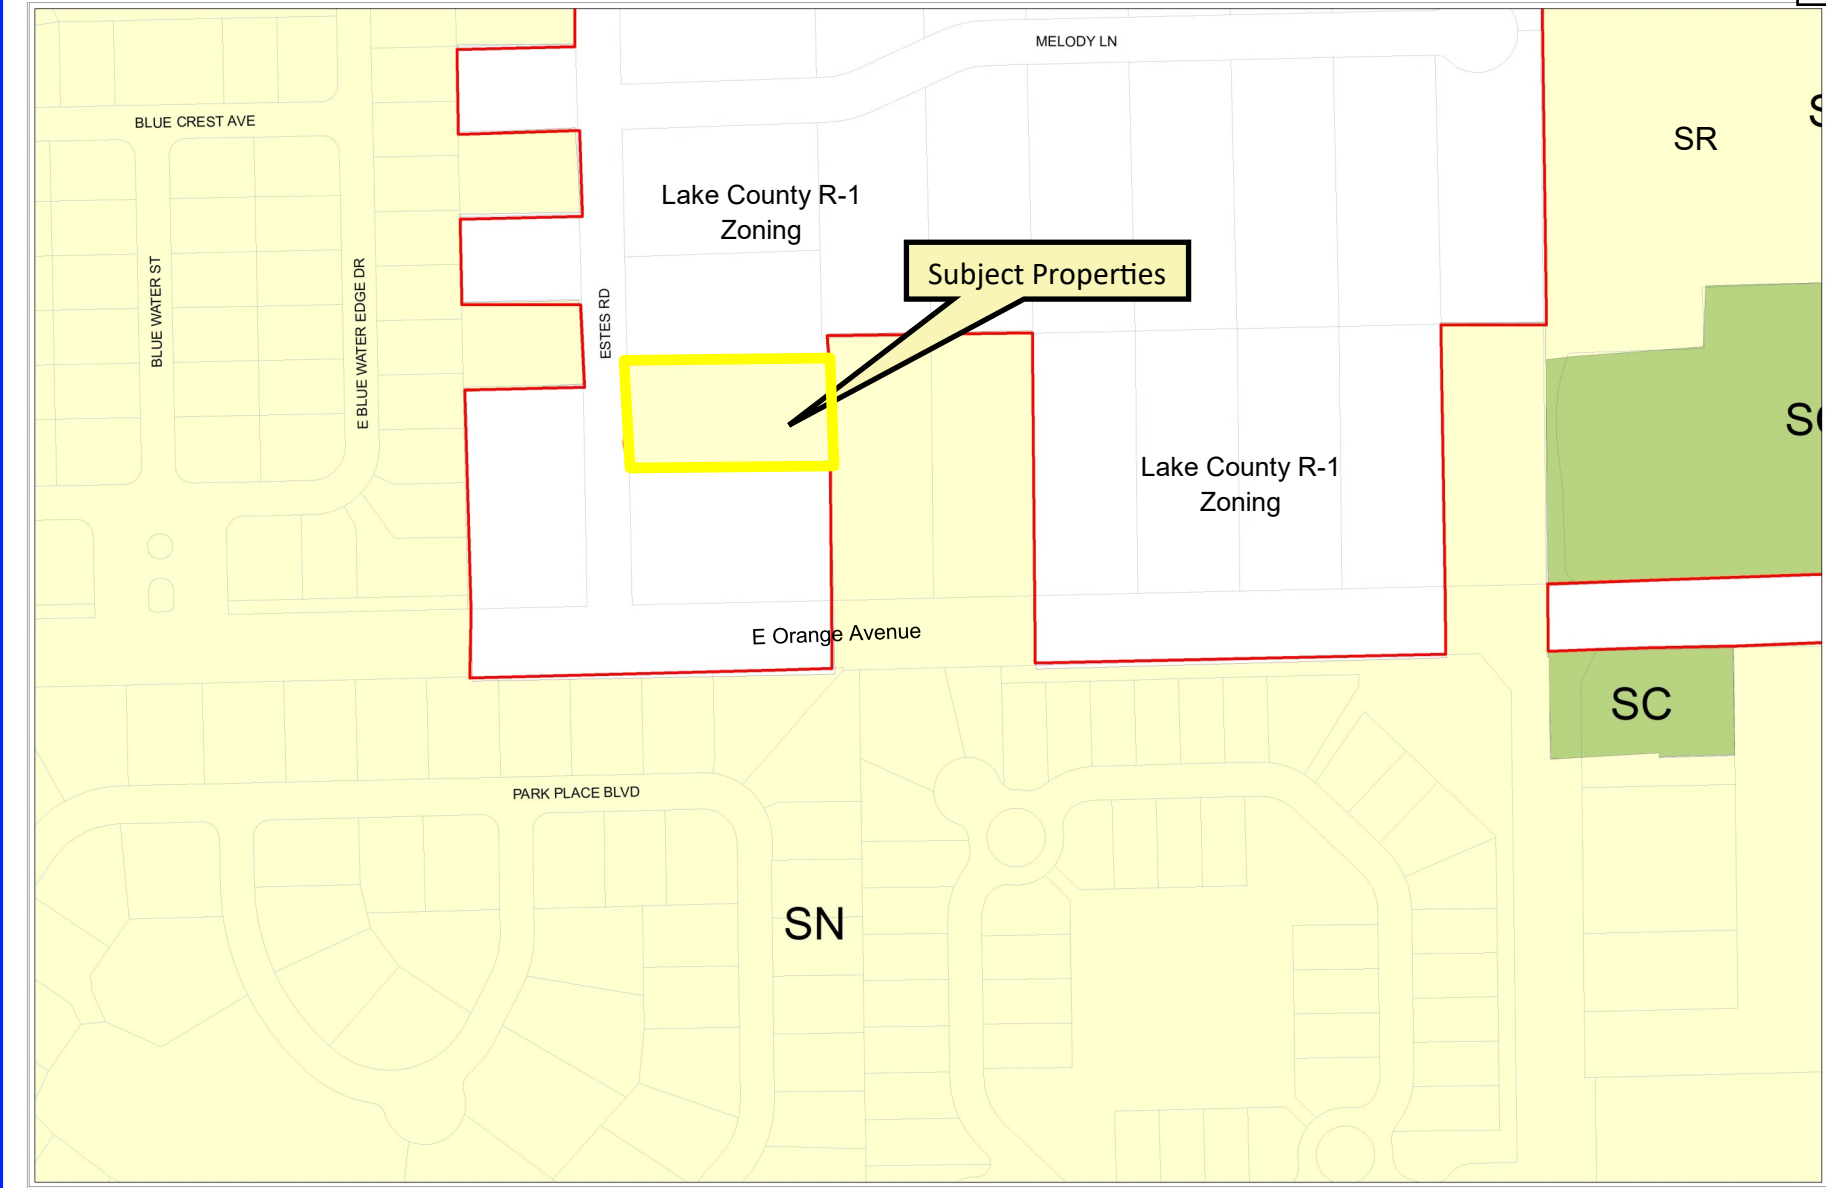 MELODY LN
BLUE CREST AVE
SR
Lake County R-1
Zoning
Subject Properties
BLUE WATER ST
E BLUE WATER EDGE DR
ESTES RD
Lake County R-1
Zoning
E Orange Avenue
SC
PARK PLACE BLVD
SN